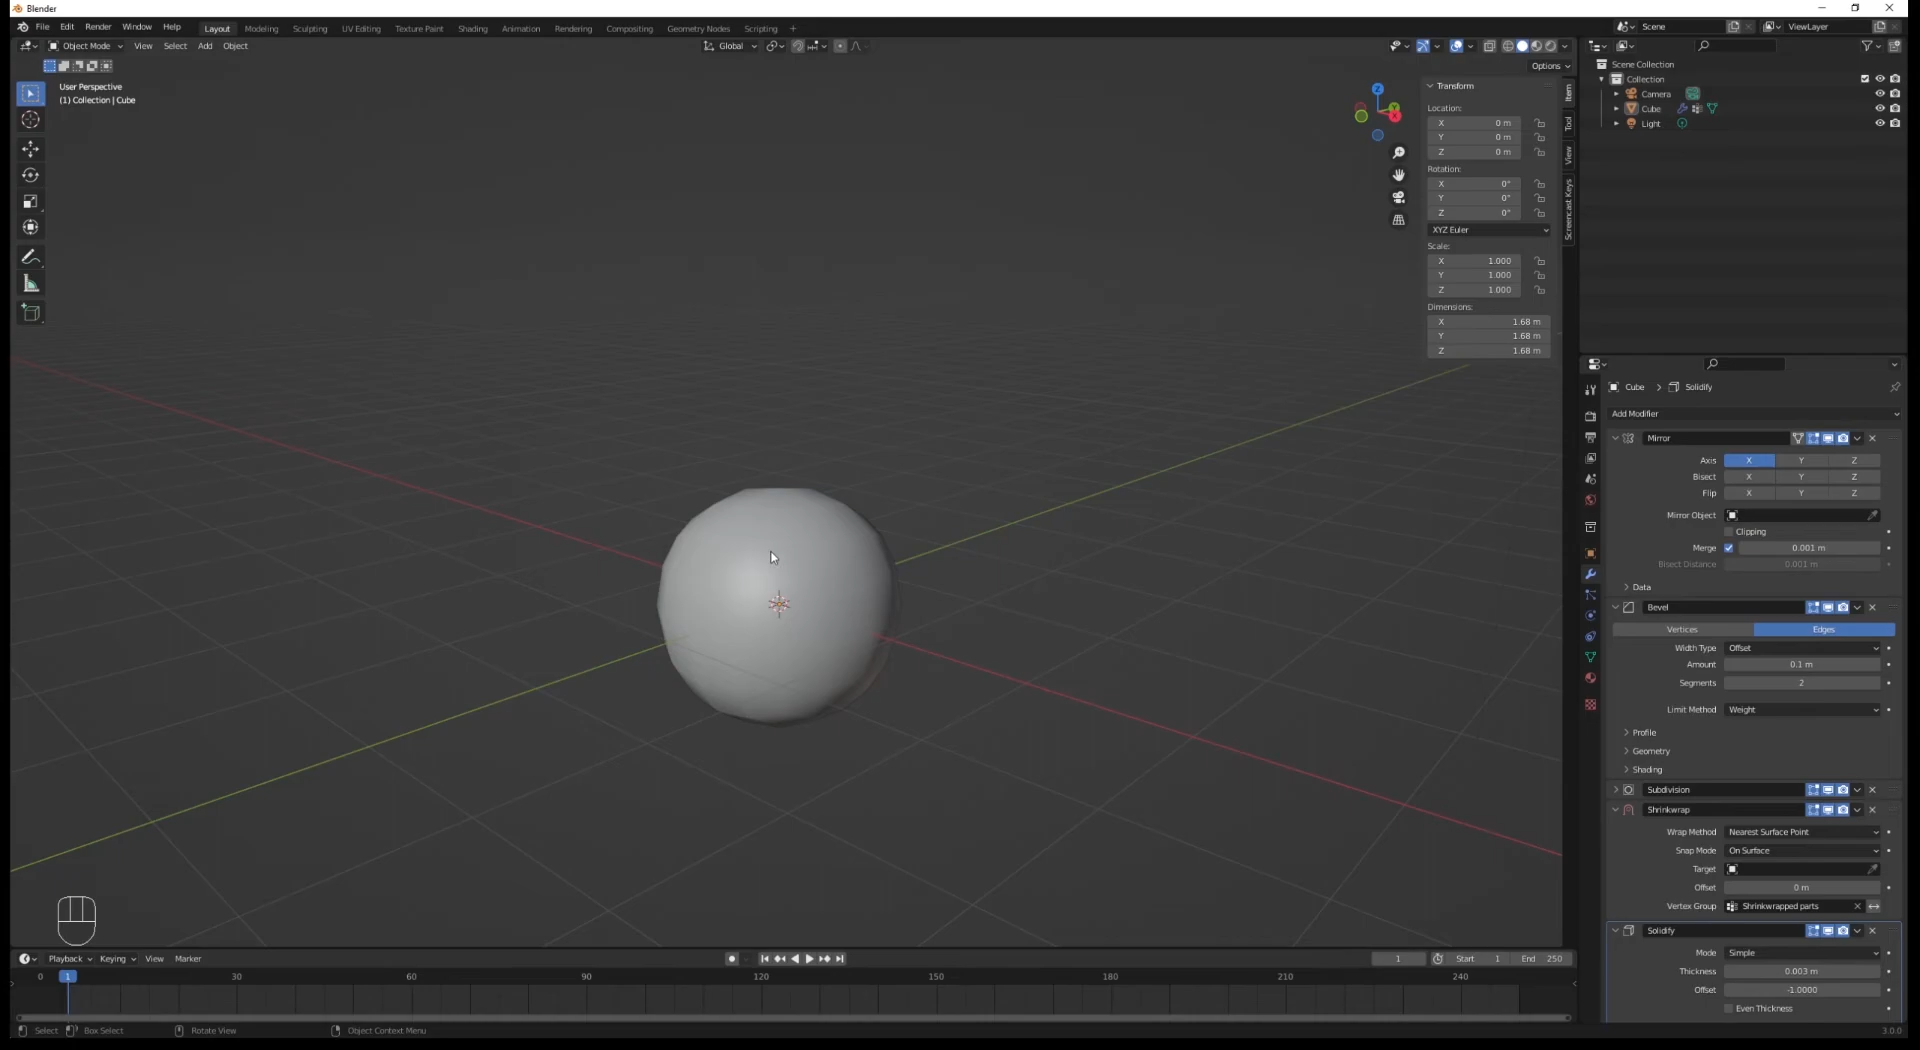 Blender
File Edit Render Window Help Layout Modeling Sculpting UV Editing Texture Paint Shading Animation Rendering Compositing Geometry Nodes Scripting + Scene ViewLayer
Object Mode View Select Add Object Global
Options
User Perspective
(1) Collection | Cube
Transform
Location:
X 0 m
Y 0 m
Z 0 m
Rotation:
X 0°
Y 0°
Z 0°
XYZ Euler
Scale:
X 1.000
Y 1.000
Z 1.000
Dimensions:
X 1.68 m
Y 1.68 m
Z 1.68 m
Item
Tool
View
Screencast Keys
Z
Y
X
Scene Collection
Collection
Camera
Cube
Light
Cube > Solidify
Add Modifier
Mirror
Axis X Y Z
Bisect X Y Z
Flip X Y Z
Mirror Object
Clipping
Merge 0.001 m
Bisect Distance 0.001 m
Data
Bevel
Vertices Edges
Width Type Offset
Amount 0.1 m
Segments 2
Limit Method Weight
Profile
Geometry
Shading
Subdivision
Shrinkwrap
Wrap Method Nearest Surface Point
Snap Mode On Surface
Target
Offset 0 m
Vertex Group Shrinkwrapped parts
Solidify
Mode Simple
Thickness 0.003 m
Offset -1.0000
Even Thickness
Playback Keying View Marker 1 Start 1 End 250
0 1 30 60 90 120 150 180 210 240
Select Box Select Rotate View Object Context Menu 3.0.0